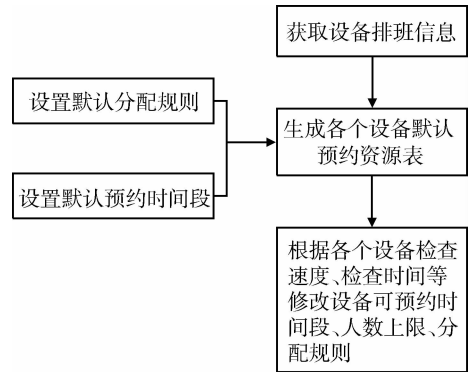 获取设备排班信息
设置默认分配规则
生成各个设备默认
预约资源表
设置默认预约时间段
根据各个设备检查
速度、检查时间等
修改设备可预约时
间段、人数上限、分
配规则